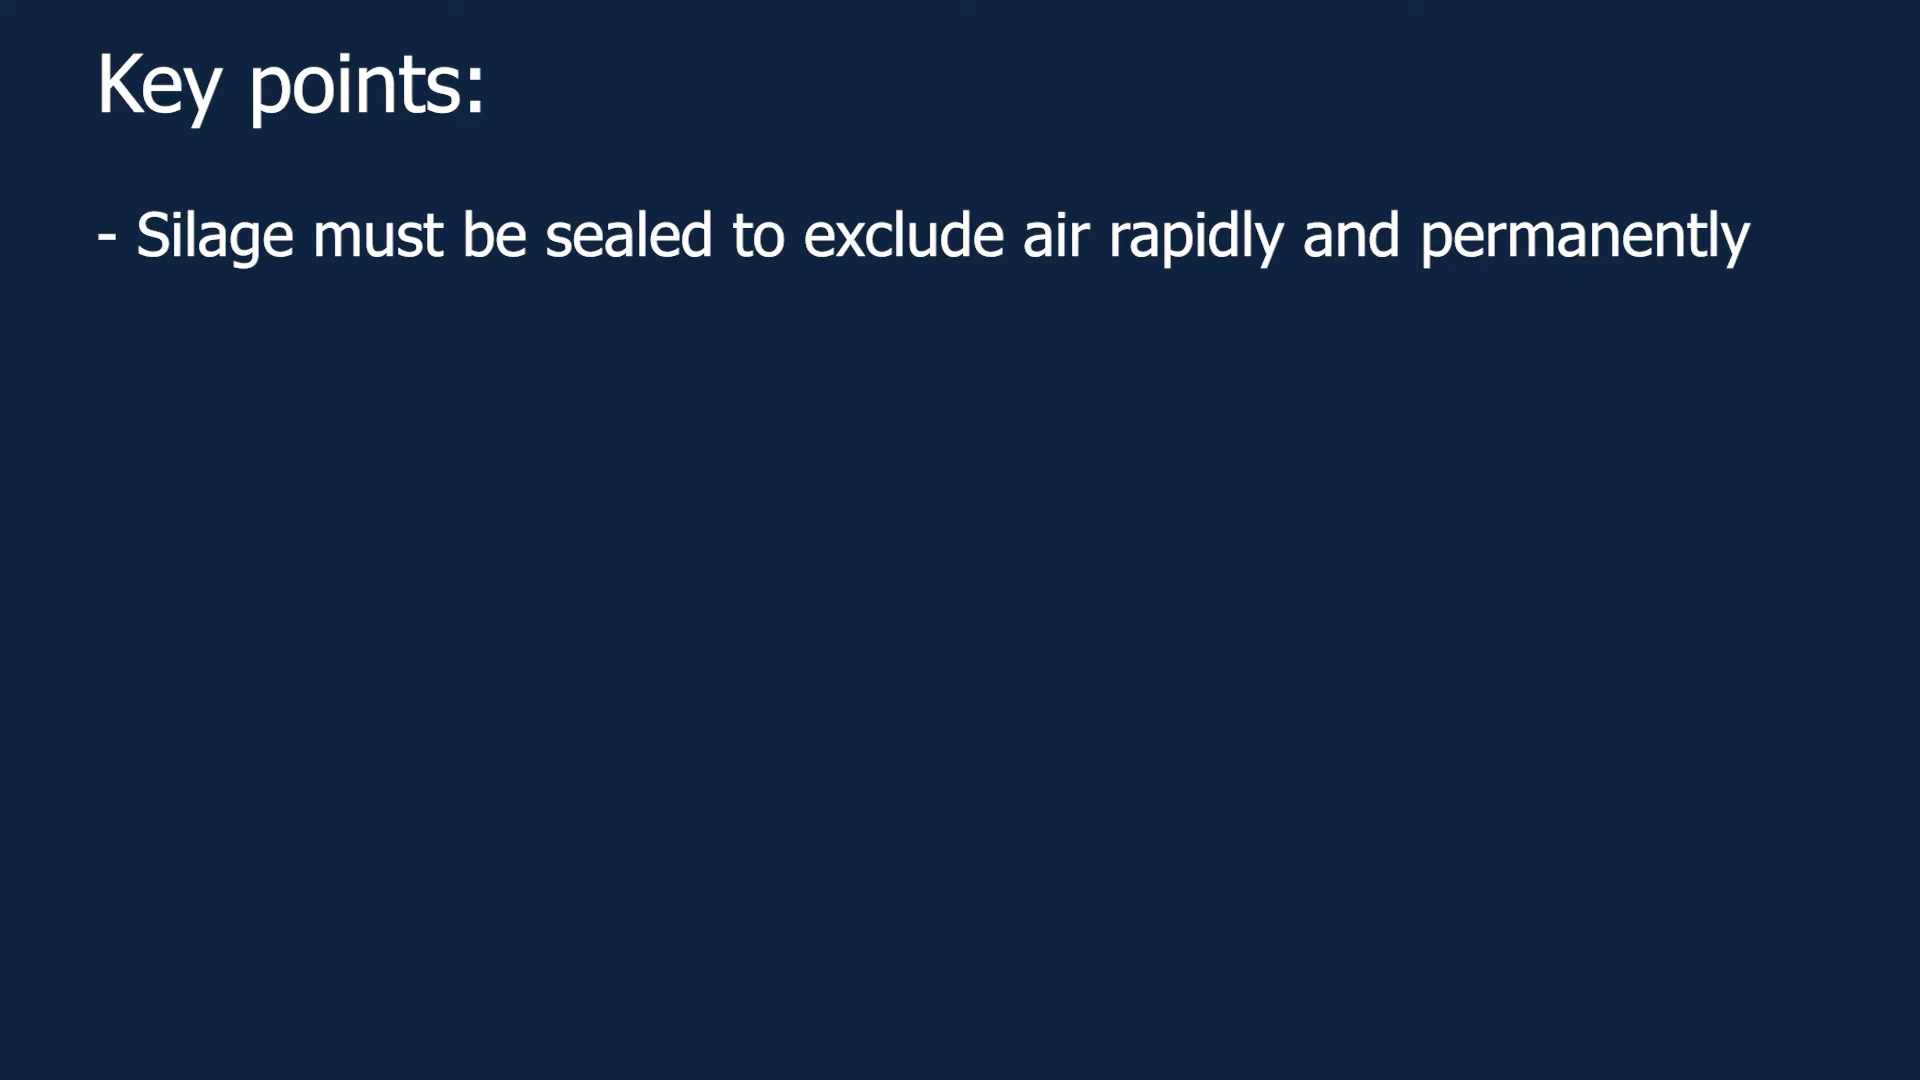 Key points:
- Silage must be sealed to exclude air rapidly and permanently